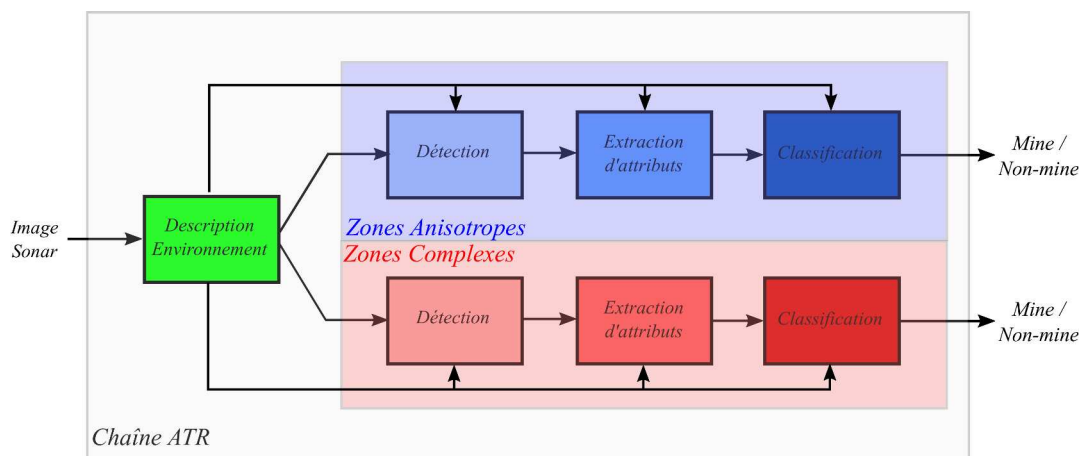 Image
Sonar
Description
Environnement
Détection
Extraction
d'attributs
Classification
Mine /
Non-mine
Zones Anisotropes
Zones Complexes
Détection
Extraction
d'attributs
Classification
Mine /
Non-mine
Chaîne ATR